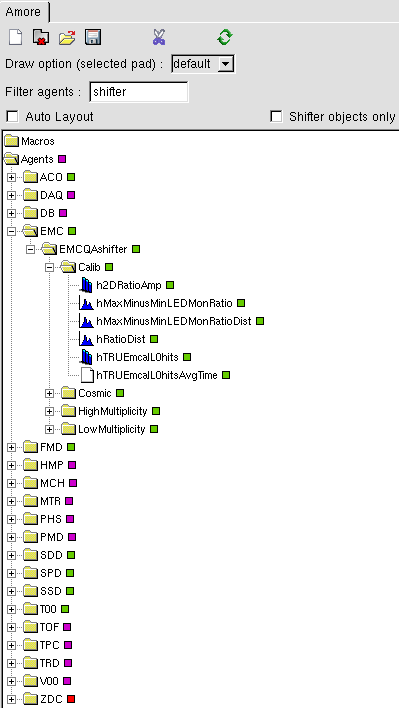 Amore
Draw option (selected pad) : default
Filter agents : shifter
Auto Layout Shifter objects only
Macros
Agents
ACO
DAQ
DB
EMC
EMCQAshifter
Calib
h2DRatioAmp
hMaxMinusMinLEDMonRatio
hMaxMinusMinLEDMonRatioDist
hRatioDist
hTRUEmcalL0hits
hTRUEmcalL0hitsAvgTime
Cosmic
HighMultiplicity
LowMultiplicity
FMD
HMP
MCH
MTR
PHS
PMD
SDD
SPD
SSD
T00
TOF
TPC
TRD
V00
ZDC